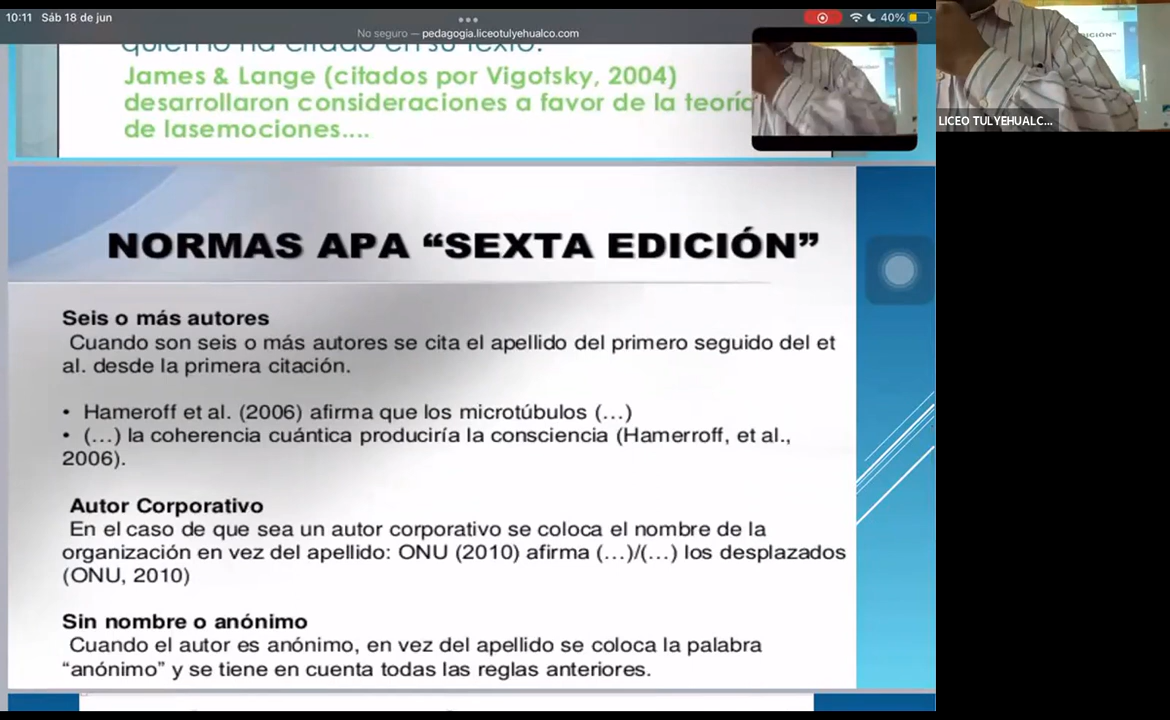 10:11 Sáb 18 de jun
40%
No seguro — pedagogia.liceotulyehualco.com
quien lo ha citado en su texto.
James & Lange (citados por Vigotsky, 2004)
desarrollaron consideraciones a favor de la teoría
de lasemociones....
LICEO TULYEHUALC...
NORMAS APA “SEXTA EDICIÓN”
Seis o más autores
Cuando son seis o más autores se cita el apellido del primero seguido del et
al. desde la primera citación.
• Hameroff et al. (2006) afirma que los microtúbulos (…)
• (…) la coherencia cuántica produciría la consciencia (Hamerroff, et al.,
2006).
Autor Corporativo
En el caso de que sea un autor corporativo se coloca el nombre de la
organización en vez del apellido: ONU (2010) afirma (…)/(…) los desplazados
(ONU, 2010)
Sin nombre o anónimo
Cuando el autor es anónimo, en vez del apellido se coloca la palabra
“anónimo” y se tiene en cuenta todas las reglas anteriores.